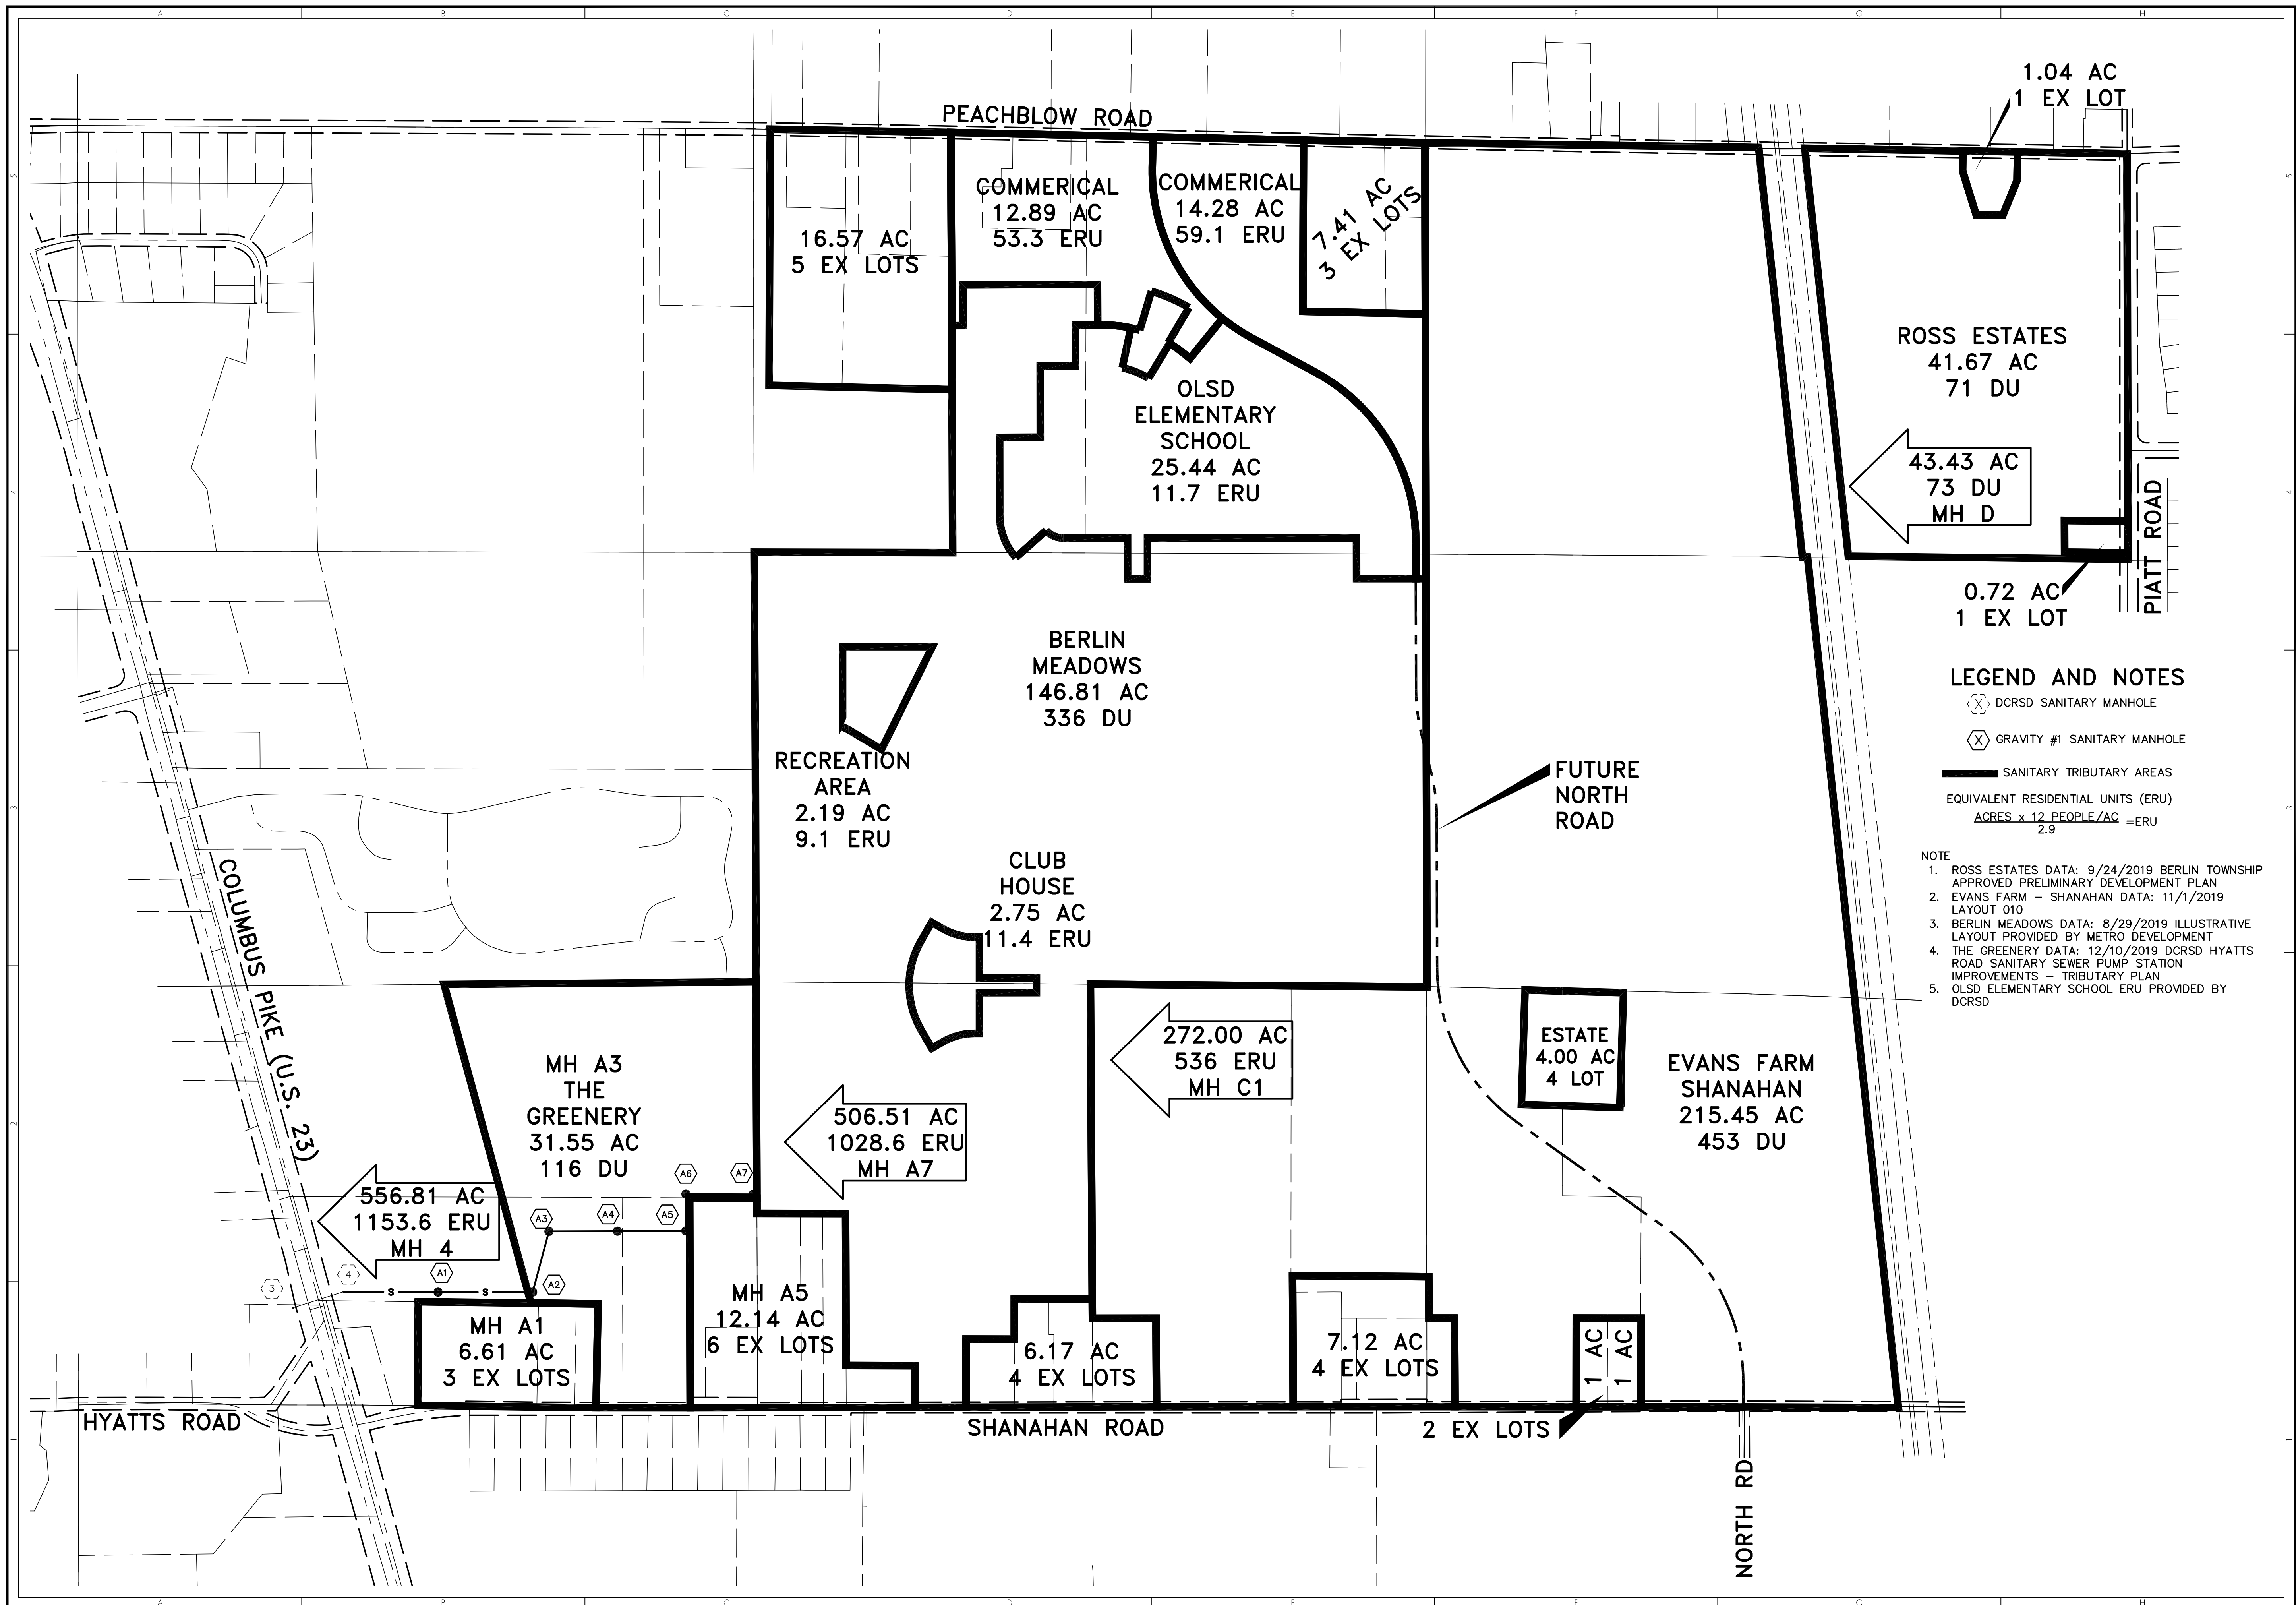 A
B
C
D
E
F
G
H
PEACHBLOW ROAD
1.04 AC
1 EX LOT
16.57 AC
5 EX LOTS
COMMERICAL
12.89 AC
53.3 ERU
COMMERICAL
14.28 AC
59.1 ERU
7.41 AC
3 EX LOTS
OLSD
ELEMENTARY
SCHOOL
25.44 AC
11.7 ERU
ROSS ESTATES
41.67 AC
71 DU
43.43 AC
73 DU
MH D
PIATT ROAD
0.72 AC
1 EX LOT
BERLIN
MEADOWS
146.81 AC
336 DU
RECREATION
AREA
2.19 AC
9.1 ERU
CLUB
HOUSE
2.75 AC
11.4 ERU
FUTURE
NORTH
ROAD
LEGEND AND NOTES
X DCRSD SANITARY MANHOLE
X GRAVITY #1 SANITARY MANHOLE
SANITARY TRIBUTARY AREAS
EQUIVALENT RESIDENTIAL UNITS (ERU)
ACRES x 12 PEOPLE/AC =ERU
2.9
NOTE
1. ROSS ESTATES DATA: 9/24/2019 BERLIN TOWNSHIP
APPROVED PRELIMINARY DEVELOPMENT PLAN
2. EVANS FARM – SHANAHAN DATA: 11/1/2019
LAYOUT 010
3. BERLIN MEADOWS DATA: 8/29/2019 ILLUSTRATIVE
LAYOUT PROVIDED BY METRO DEVELOPMENT
4. THE GREENERY DATA: 12/10/2019 DCRSD HYATTS
ROAD SANITARY SEWER PUMP STATION
IMPROVEMENTS – TRIBUTARY PLAN
5. OLSD ELEMENTARY SCHOOL ERU PROVIDED BY
DCRSD
COLUMBUS PIKE (U.S. 23)
MH A3
THE
GREENERY
31.55 AC
116 DU
272.00 AC
536 ERU
MH C1
506.51 AC
1028.6 ERU
MH A7
ESTATE
4.00 AC
4 LOT
EVANS FARM
SHANAHAN
215.45 AC
453 DU
556.81 AC
1153.6 ERU
MH 4
A6
A7
A3
A4
A5
3
4
A1
A2
S
S
MH A1
6.61 AC
3 EX LOTS
MH A5
12.14 AC
6 EX LOTS
6.17 AC
4 EX LOTS
7.12 AC
4 EX LOTS
1 AC
1 AC
2 EX LOTS
HYATTS ROAD
SHANAHAN ROAD
NORTH RD
5
4
3
2
1
5
4
3
2
1
A
B
C
D
E
F
G
H